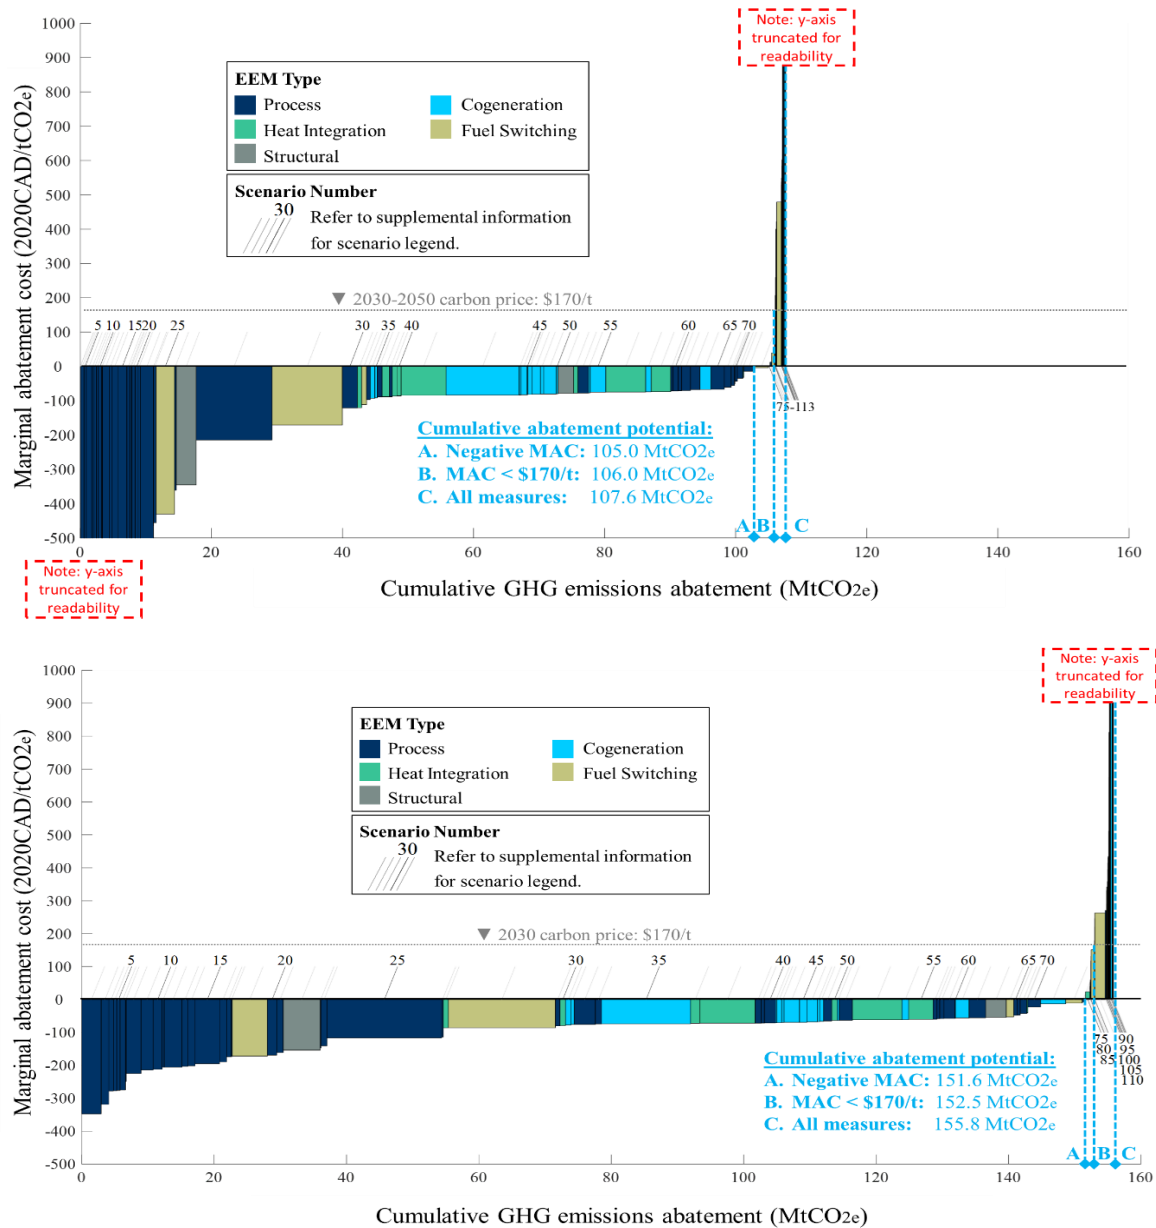 Note: y-axis
truncated for
readability
1000
900
800
700
600
500
400
300
200
100
0
-100
-200
-300
-400
-500
Marginal abatement cost (2020CAD/tCO2e)
EEM Type
Process
Cogeneration
Heat Integration
Fuel Switching
Structural
Scenario Number
30
Refer to supplemental information
for scenario legend.
▼ 2030-2050 carbon price: $170/t
5 10 15 20 25 30 35 40 45 50 55 60 65 70
75-113
Cumulative abatement potential:
A. Negative MAC: 105.0 MtCO2e
B. MAC < $170/t: 106.0 MtCO2e
C. All measures: 107.6 MtCO2e
A B C
0 20 40 60 80 100 120 140 160
Note: y-axis
truncated for
readability
Cumulative GHG emissions abatement (MtCO2e)
Note: y-axis
truncated for
readability
1000
900
800
700
600
500
400
300
200
100
0
-100
-200
-300
-400
-500
Marginal abatement cost (2020CAD/tCO2e)
EEM Type
Process
Cogeneration
Heat Integration
Fuel Switching
Structural
Scenario Number
30
Refer to supplemental information
for scenario legend.
▼ 2030 carbon price: $170/t
5 10 15 20 25 30 35 40 45 50 55 60 65 70
75 90
80 95
85 100
105
110
Cumulative abatement potential:
A. Negative MAC: 151.6 MtCO2e
B. MAC < $170/t: 152.5 MtCO2e
C. All measures: 155.8 MtCO2e
A B C
0 20 40 60 80 100 120 140 160
Cumulative GHG emissions abatement (MtCO2e)